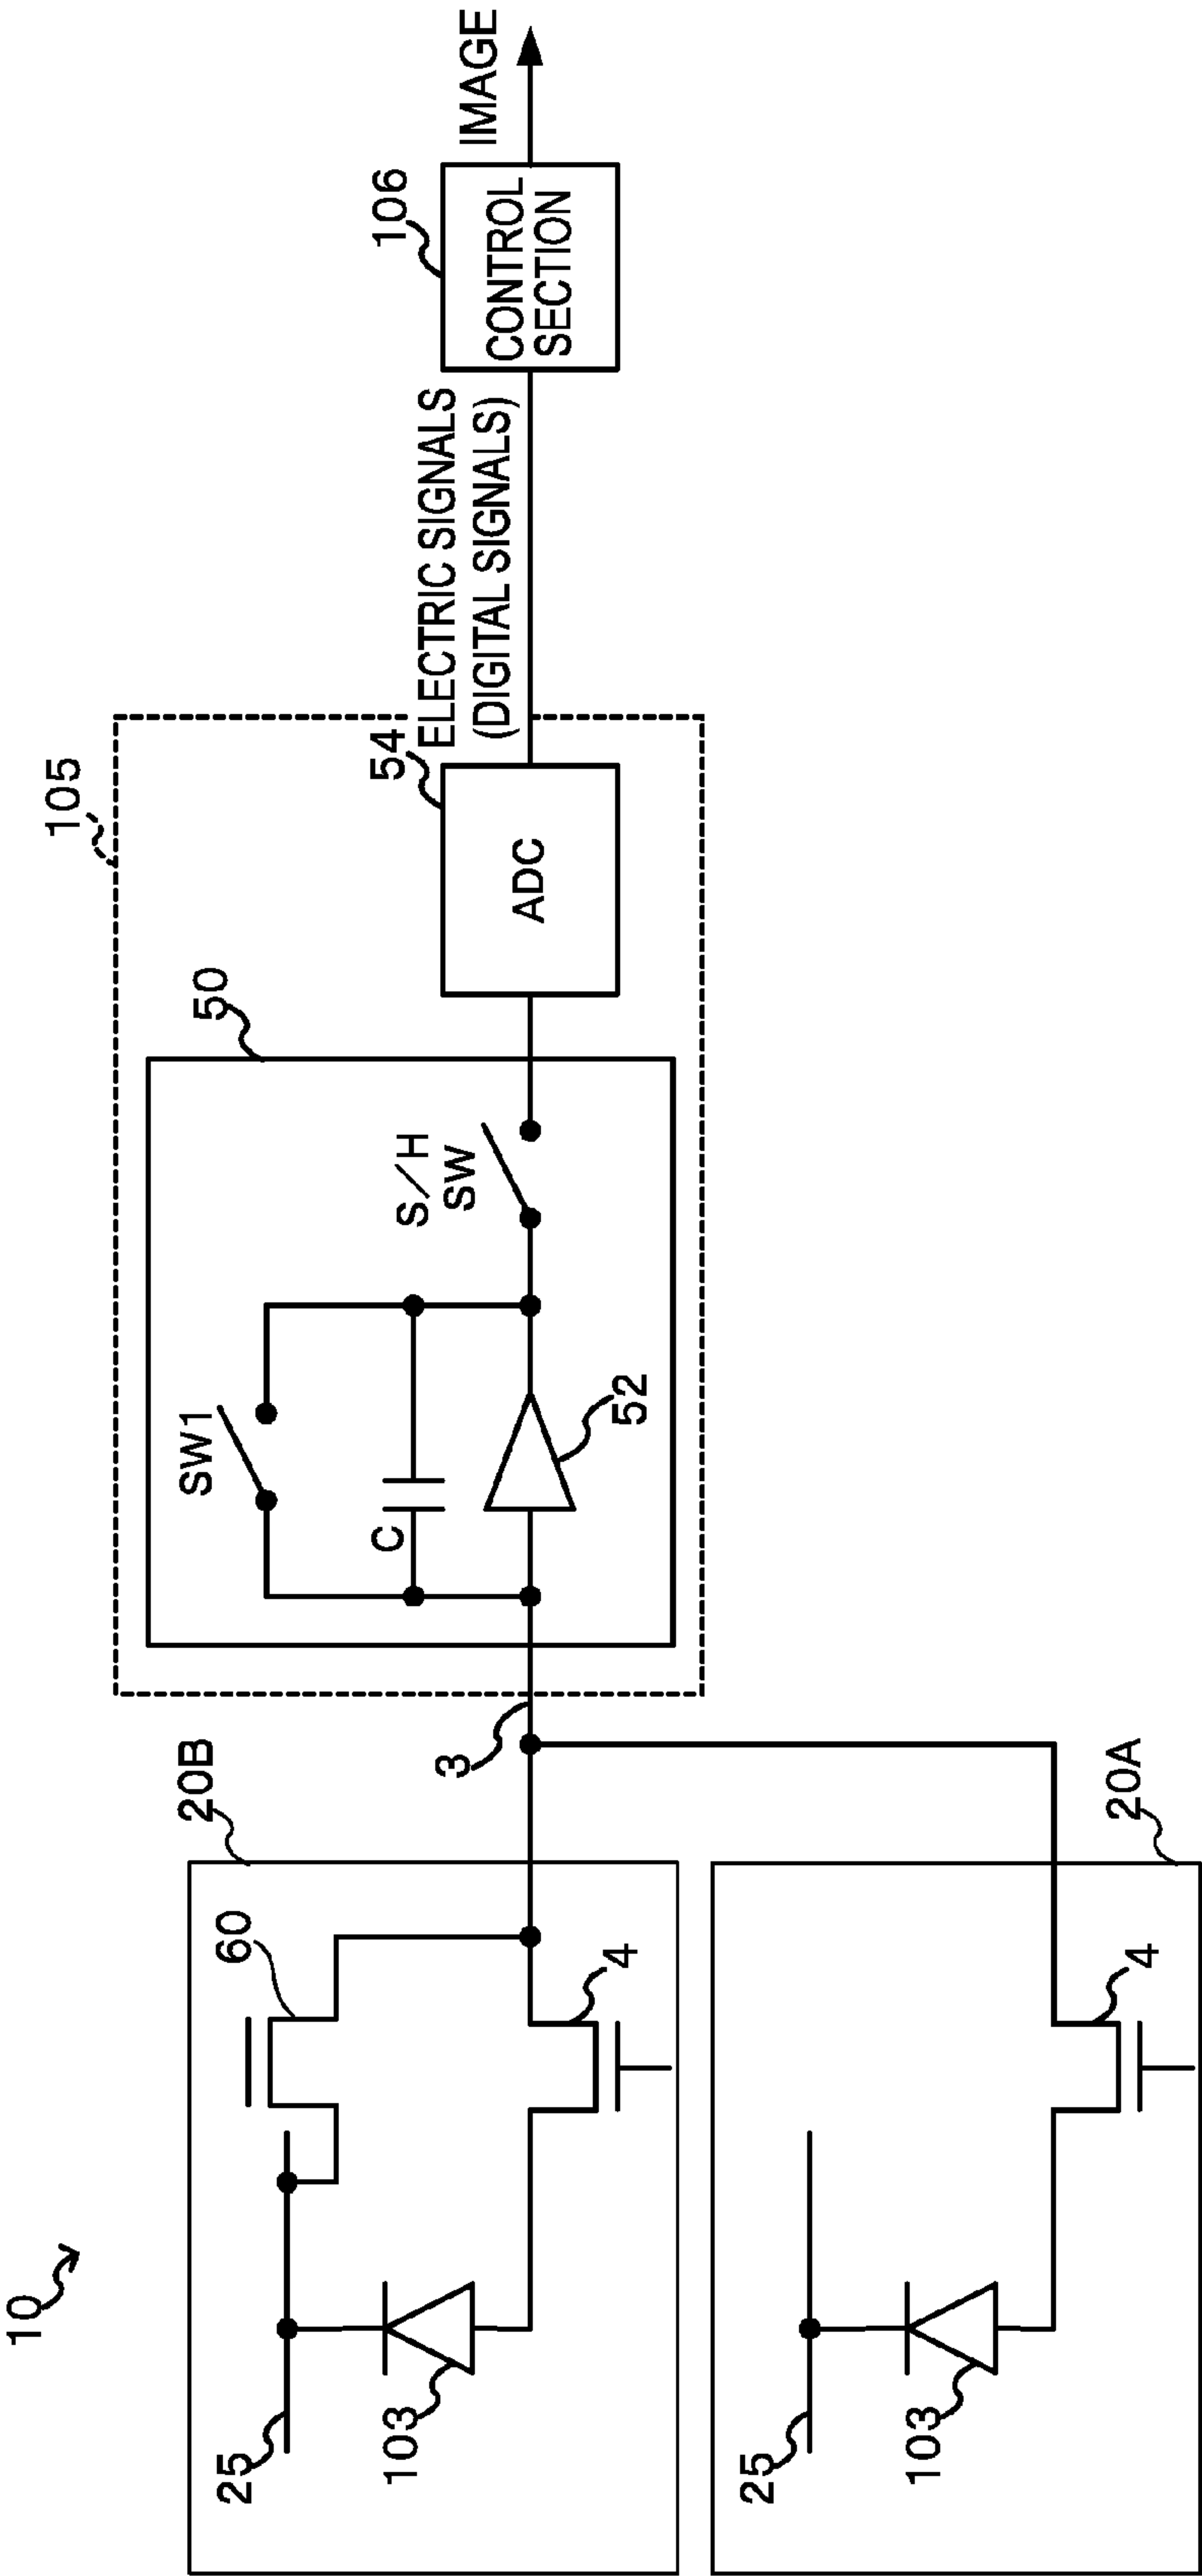 10
105
50
54
106
20B
60
25
103
4
3
SW1
C
52
S/H
SW
ADC
ELECTRIC SIGNALS
(DIGITAL SIGNALS)
CONTROL
SECTION
IMAGE
20A
25
103
4